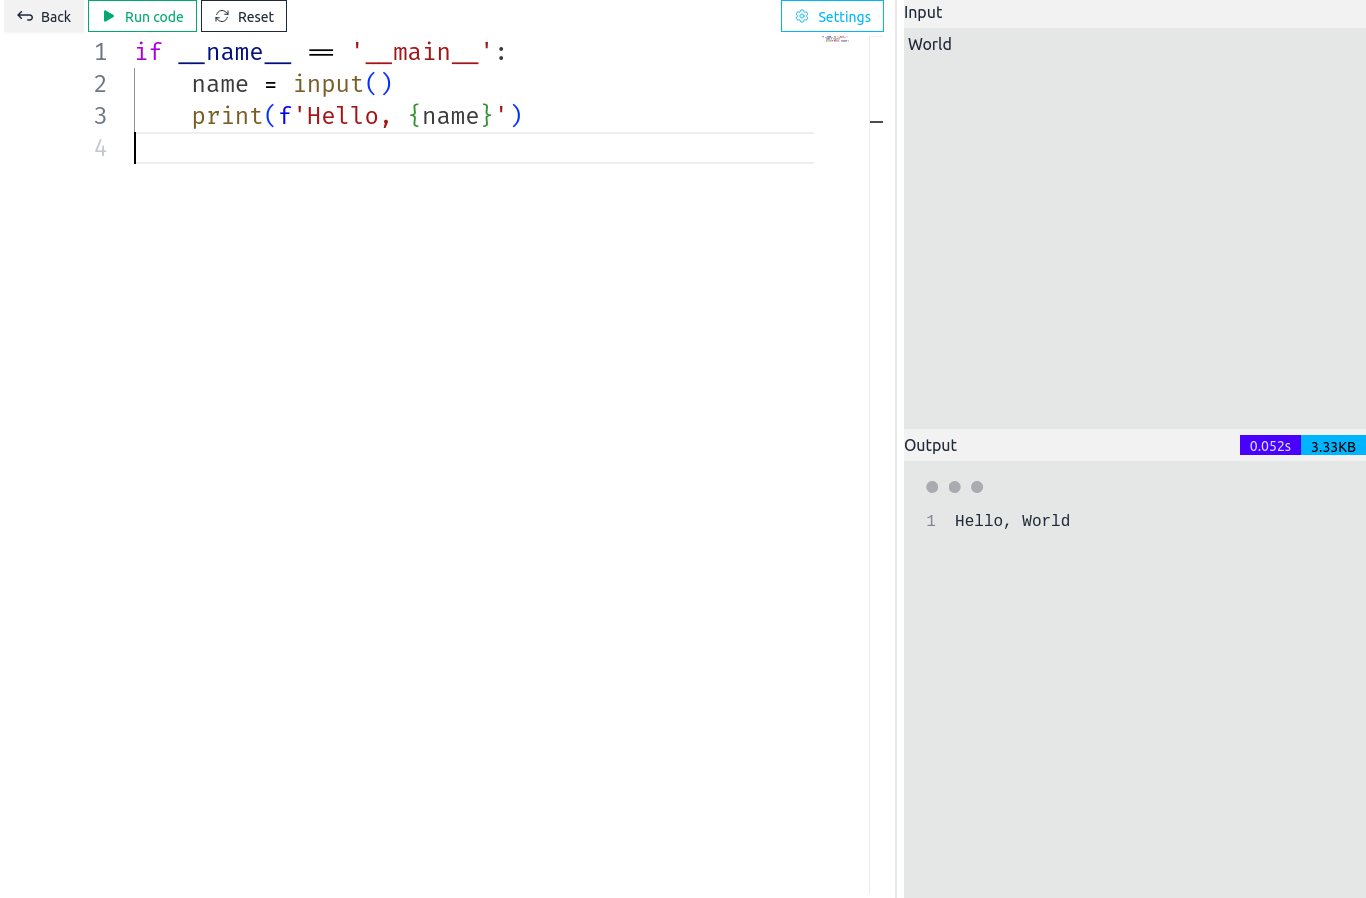 Back Run code Reset Settings
1 if __name__ == '__main__':
2 name = input()
3 print(f'Hello, {name}')
4
Input
World
Output 0.052s 3.33KB
1 Hello, World